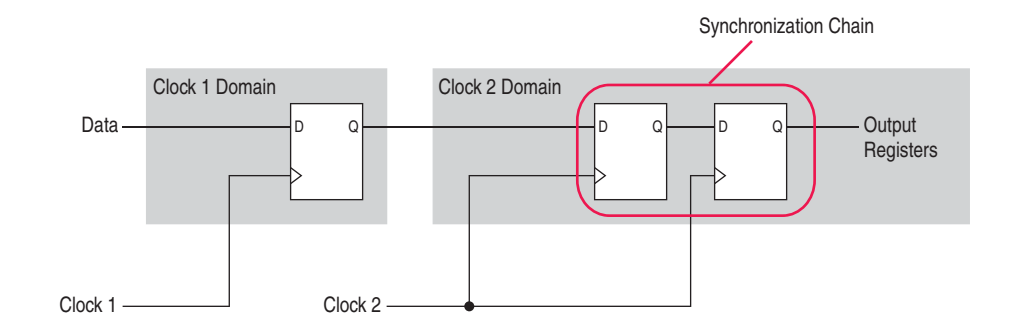 Synchronization Chain
Clock 1 Domain
Clock 2 Domain
Data
D Q
D Q
D Q
Output
Registers
Clock 1
Clock 2